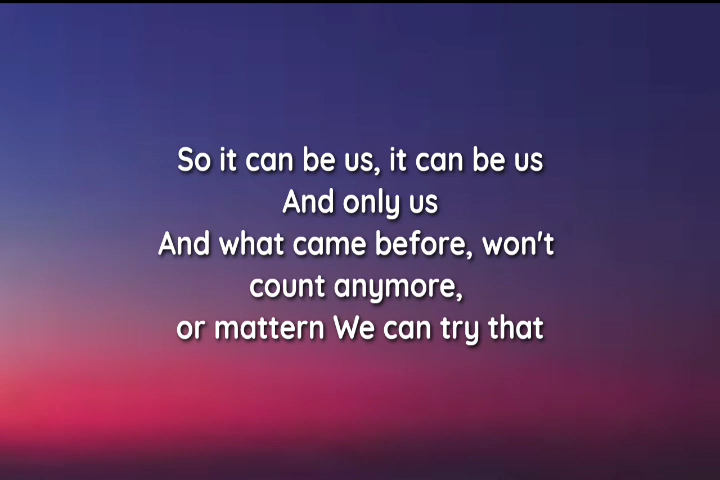 So it can be us, it can be us
And only us
And what came before, won't
count anymore,
or mattern We can try that